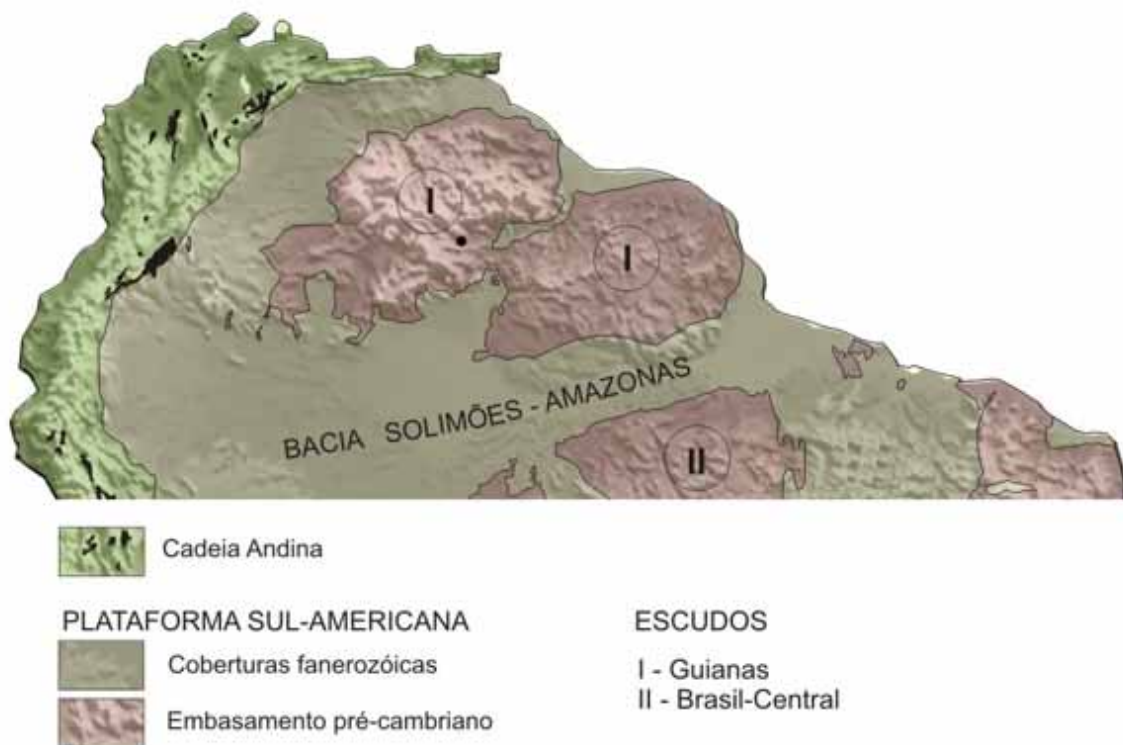 I
I
BACIA SOLIMÕES - AMAZONAS
II
Cadeia Andina
PLATAFORMA SUL-AMERICANA
Coberturas fanerozóicas
Embasamento pré-cambriano
ESCUDOS
I - Guianas
II - Brasil-Central